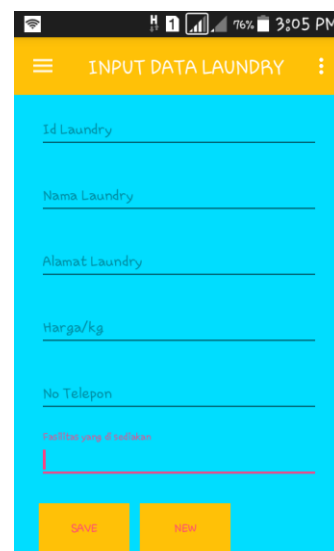 H 1 76% 3:05 PM
INPUT DATA LAUNDRY
Id Laundry
Nama Laundry
Alamat Laundry
Harga/kg
No Telepon
Fasilitas yang disediakan
SAVE NEW